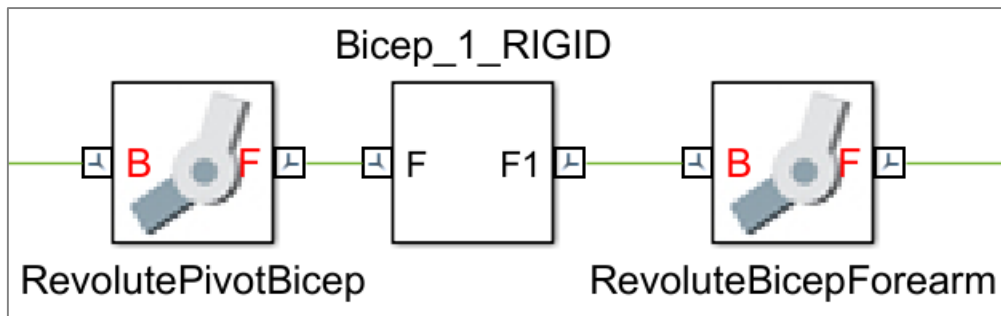 Bicep_1_RIGID
B F F F1 B F
RevolutePivotBicep RevoluteBicepForearm